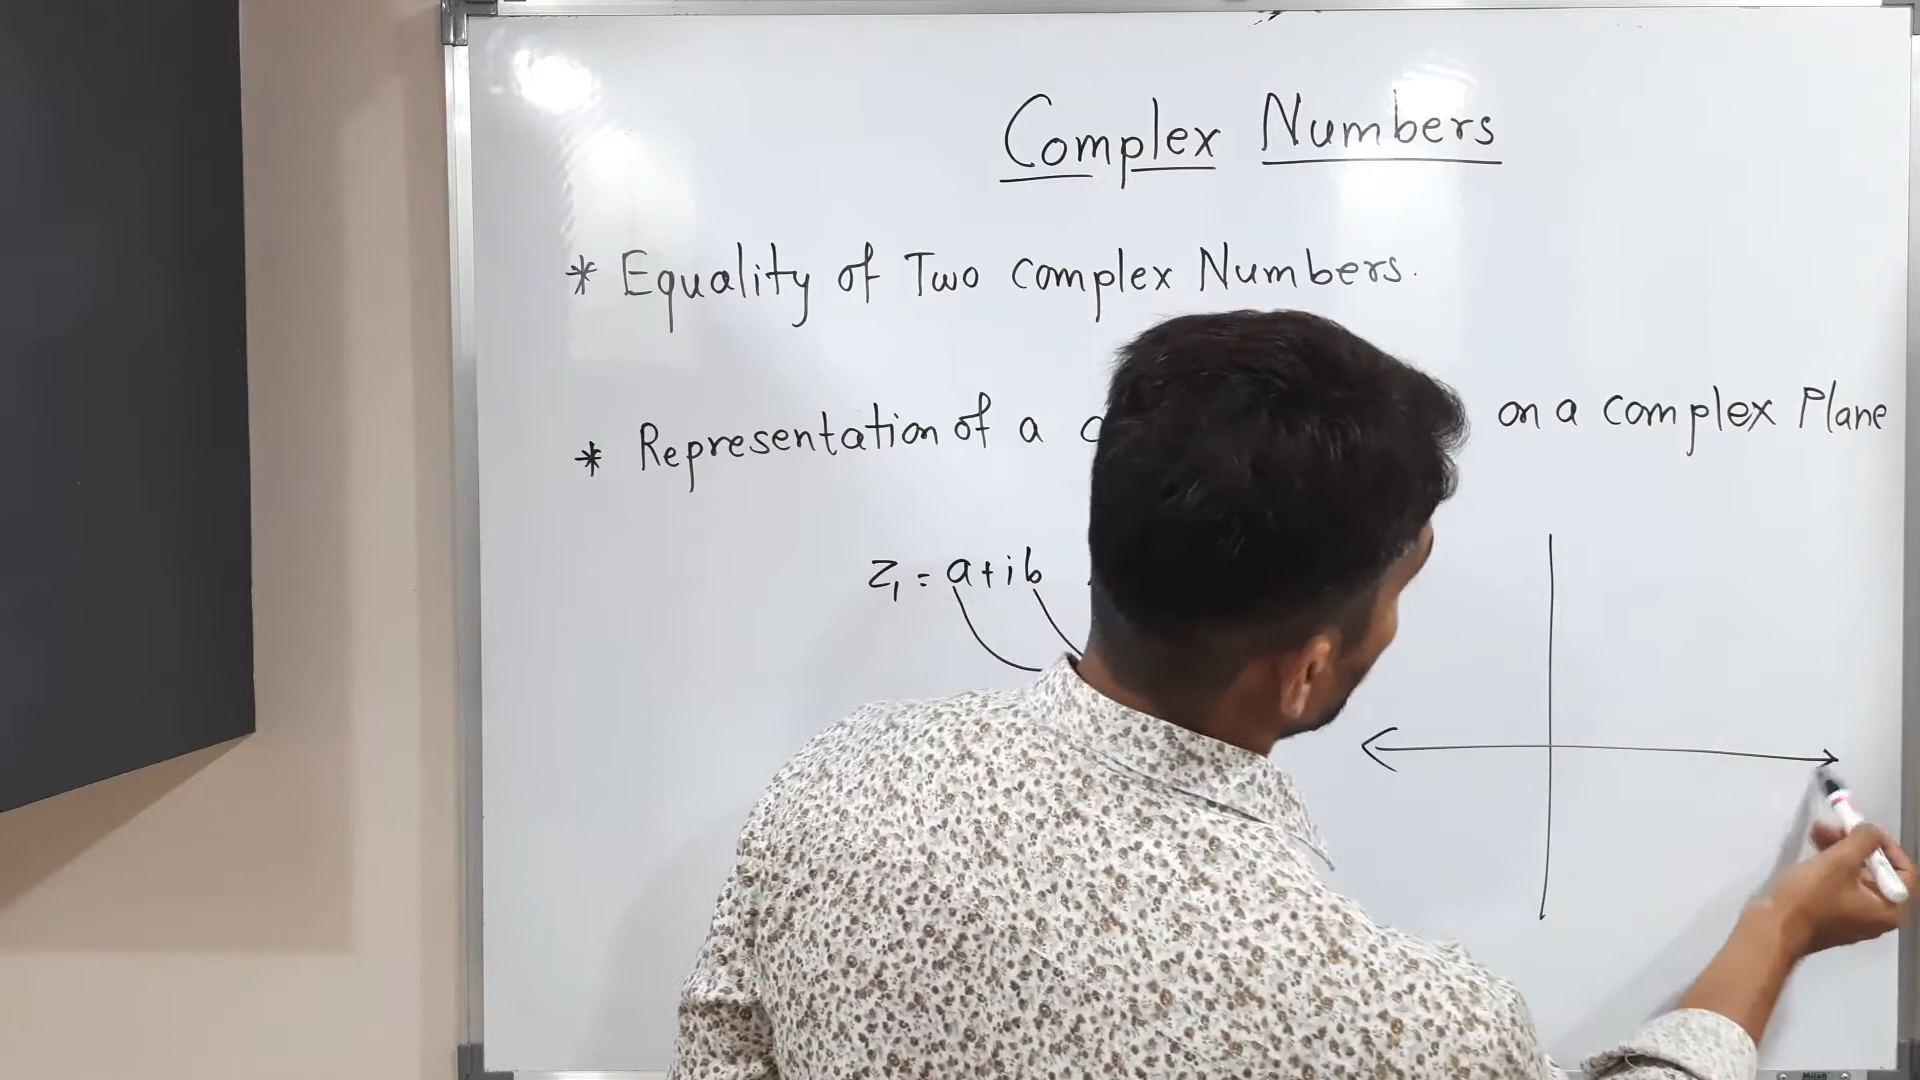 Complex Numbers
* Equality of Two complex Numbers.
* Representation of a on a complex Plane
Z₁ = a+ib